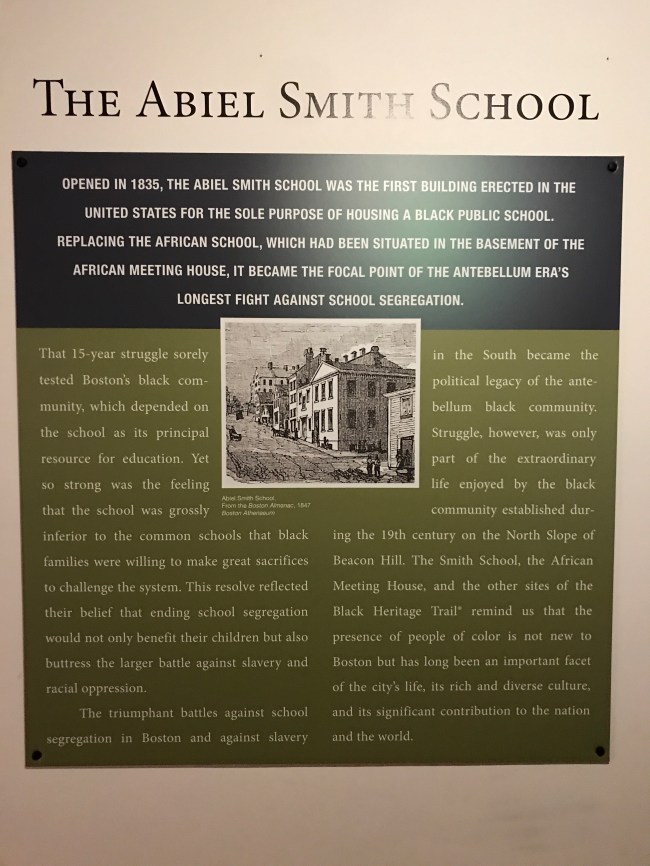 THE ABIEL SMITH SCHOOL
OPENED IN 1835, THE ABIEL SMITH SCHOOL WAS THE FIRST BUILDING ERECTED IN THE
UNITED STATES FOR THE SOLE PURPOSE OF HOUSING A BLACK PUBLIC SCHOOL.
REPLACING THE AFRICAN SCHOOL, WHICH HAD BEEN SITUATED IN THE BASEMENT OF THE
AFRICAN MEETING HOUSE, IT BECAME THE FOCAL POINT OF THE ANTEBELLUM ERA'S
LONGEST FIGHT AGAINST SCHOOL SEGREGATION.
That 15-year struggle sorely
tested Boston's black com-
munity, which depended on
the school as its principal
resource for education. Yet
so strong was the feeling
that the school was grossly
inferior to the common schools that black
families were willing to make great sacrifices
to challenge the system. This resolve reflected
their belief that ending school segregation
would not only benefit their children but also
buttress the larger battle against slavery and
racial oppression.
The triumphant battles against school
segregation in Boston and against slavery
Abiel Smith School,
From the Boston Almanac, 1847
Boston Athenaeum
in the South became the
political legacy of the ante-
bellum black community.
Struggle, however, was only
part of the extraordinary
life enjoyed by the black
community established dur-
ing the 19th century on the North Slope of
Beacon Hill. The Smith School, the African
Meeting House, and the other sites of the
Black Heritage Trail® remind us that the
presence of people of color is not new to
Boston but has long been an important facet
of the city's life, its rich and diverse culture,
and its significant contribution to the nation
and the world.